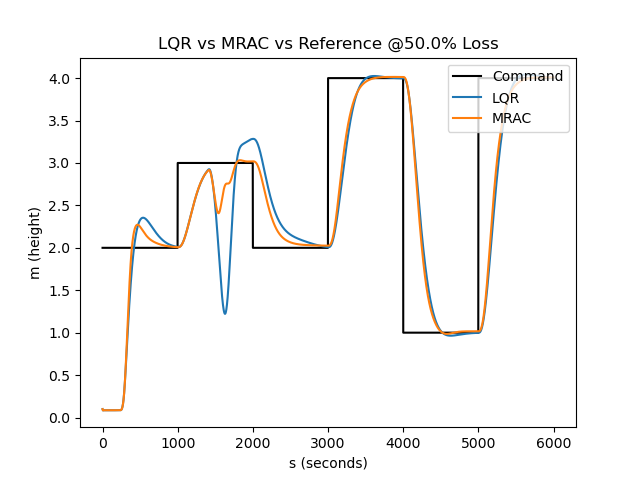 LQR vs MRAC vs Reference @50.0% Loss
Command
LQR
MRAC
m (height)
4.0
3.5
3.0
2.5
2.0
1.5
1.0
0.5
0.0
0 1000 2000 3000 4000 5000 6000
s (seconds)